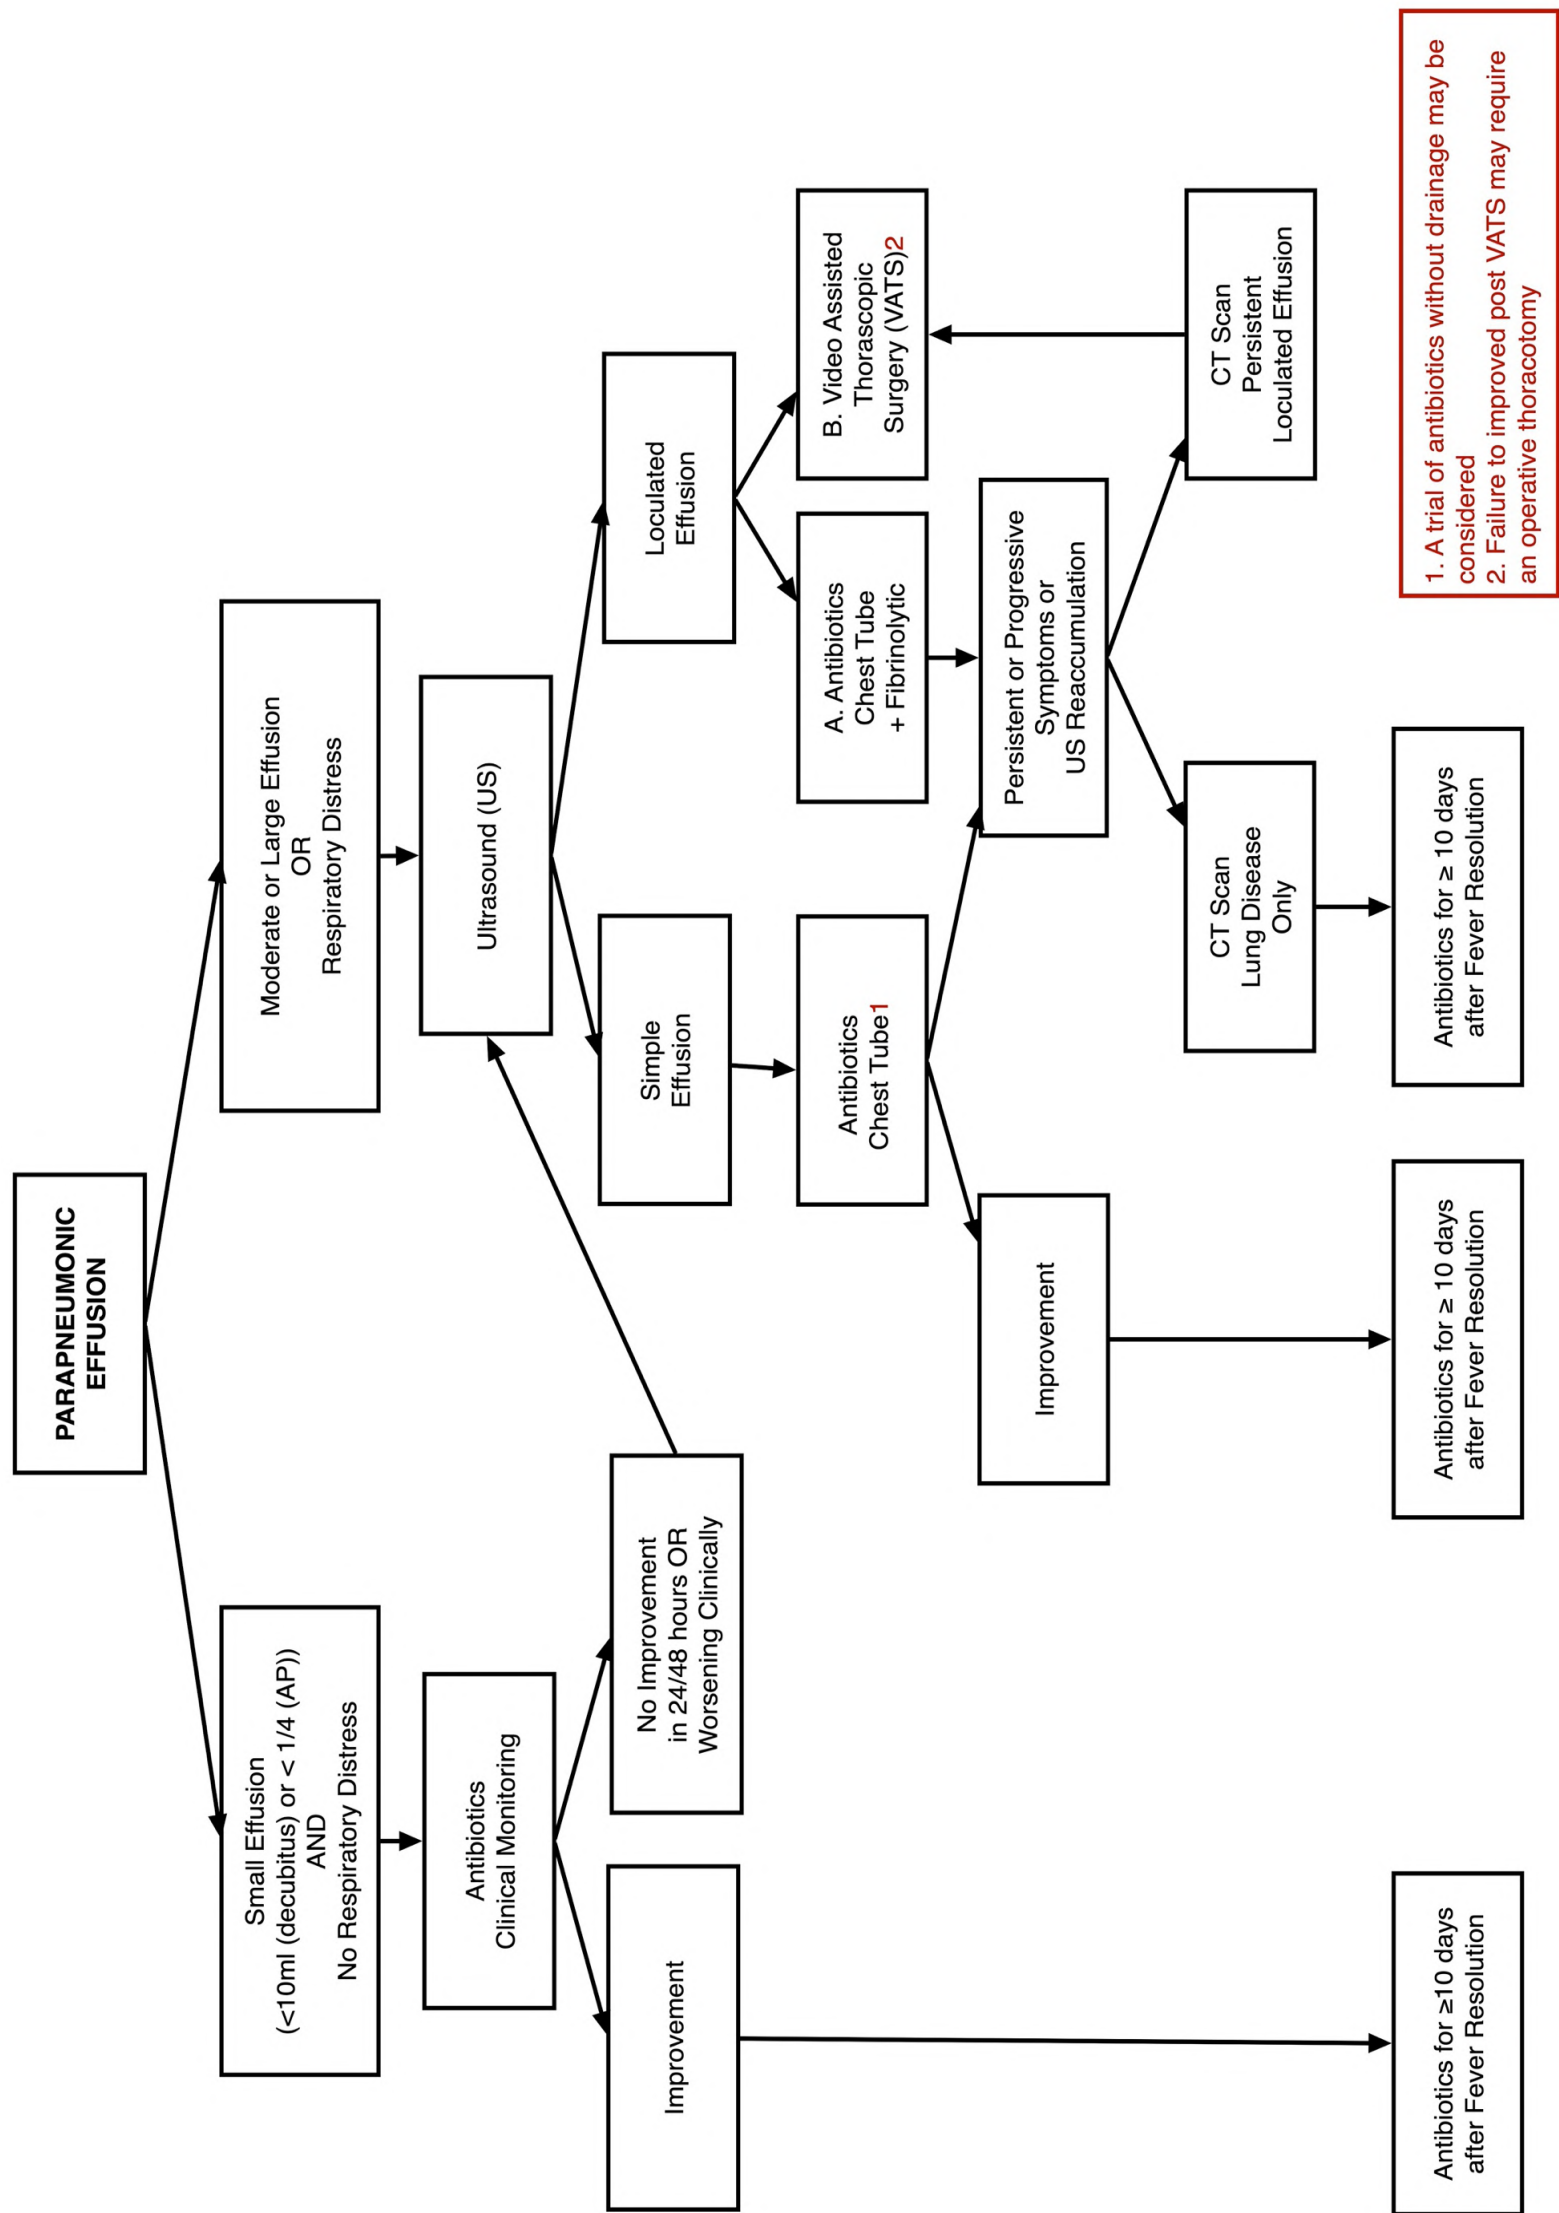 PARAPNEUMONIC
EFFUSION
Small Effusion
(<10ml (decubitus) or < 1/4 (AP))
AND
No Respiratory Distress
Moderate or Large Effusion
OR
Respiratory Distress
Antibiotics
Clinical Monitoring
Ultrasound (US)
Improvement
No Improvement
in 24/48 hours OR
Worsening Clinically
Simple
Effusion
Loculated
Effusion
Antibiotics
Chest Tube1
A. Antibiotics
Chest Tube
+ Fibrinolytic
B. Video Assisted
Thorascopic
Surgery (VATS)2
Improvement
Persistent or Progressive
Symptoms or
US Reaccumulation
CT Scan
Lung Disease
Only
CT Scan
Persistent
Loculated Effusion
Antibiotics for ≥10 days
after Fever Resolution
Antibiotics for ≥ 10 days
after Fever Resolution
Antibiotics for ≥ 10 days
after Fever Resolution
1. A trial of antibiotics without drainage may be
considered
2. Failure to improved post VATS may require
an operative thoracotomy